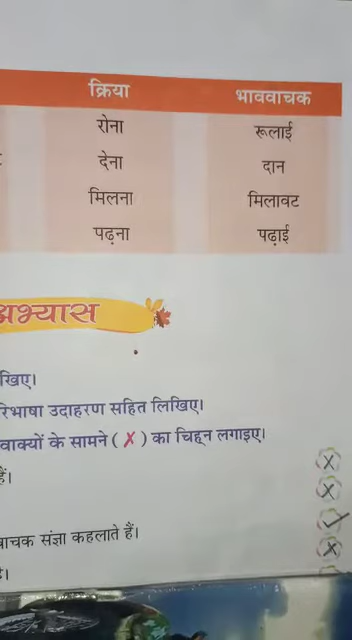 क्रिया भाववाचक
रोना रूलाई
देना दान
मिलना मिलावट
पढ़ना पढ़ाई
अभ्यास
खिए।
रिभाषा उदाहरण सहित लिखिए।
वाक्यों के सामने ( ✗ ) का चिह्न लगाइए।
हैं।
वाचक संज्ञा कहलाते हैं।